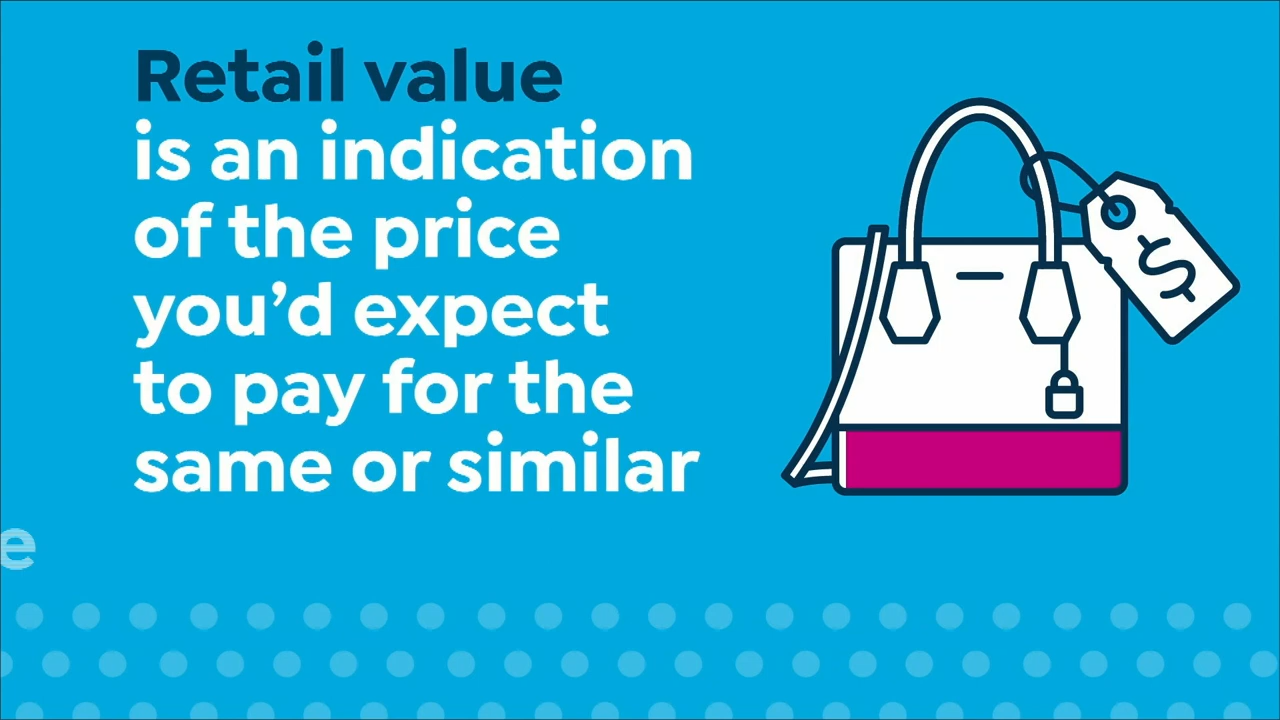 Retail value
is an indication
of the price
you'd expect
to pay for the
same or similar
e
$